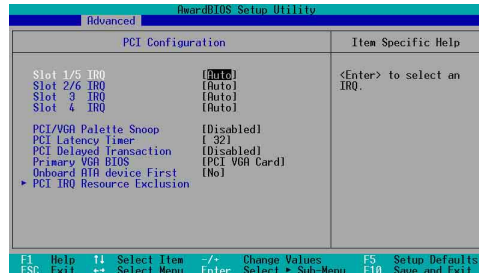 AwardBIOS Setup Utility
Advanced
PCI Configuration
Item Specific Help
Slot 1/5 IRQ [Auto]
Slot 2/6 IRQ [Auto]
Slot 3 IRQ [Auto]
Slot 4 IRQ [Auto]
<Enter> to select an
IRQ.
PCI/VGA Palette Snoop [Disabled]
PCI Latency Timer [ 32]
PCI Delayed Transaction [Disabled]
Primary VGA BIOS [PCI VGA Card]
Onboard ATA device First [No]
▶ PCI IRQ Resource Exclusion
F1 Help ↑↓ Select Item -/+ Change Values F5 Setup Defaults
ESC Exit ←→ Select Menu Enter Select ▶ Sub-Menu F10 Save and Exit